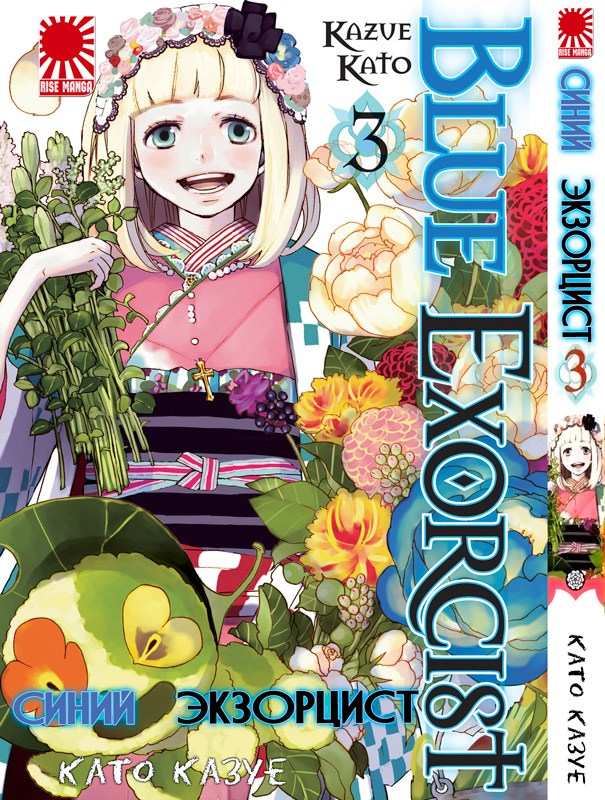 RISE MANGA
KAZUE
KATO
3
BLUE EXORCIST
СИНИЙ ЭКЗОРЦИСТ
КАТО КАЗУЕ
RISE MANGA
СИНИЙ ЭКЗОРЦИСТ 3
КАТО КАЗУЕ